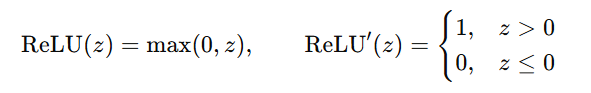 ReLU(z) = max(0, z), ReLU′(z) = { 1, z > 0
0, z ≤ 0